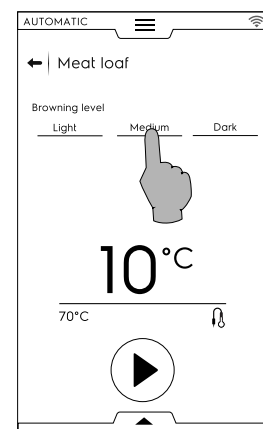 AUTOMATIC
Meat loaf
Browning level
Light Medium Dark
10°C
70°C